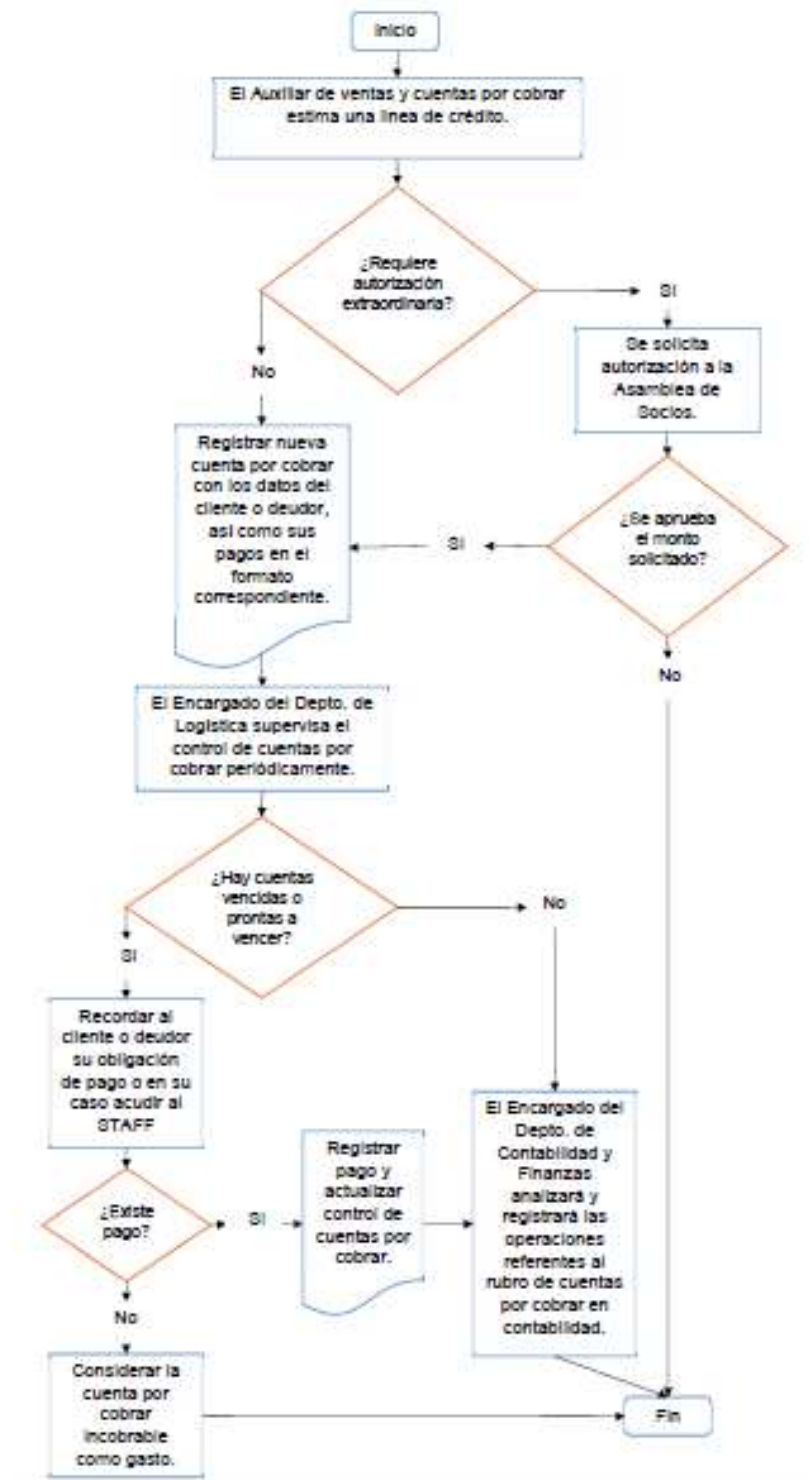 Inicio
El Auxiliar de ventas y cuentas por cobrar
estima una línea de crédito.
¿Requiere
autorización
extraordinaria?
SI
Se solicita
autorización a la
Asamblea de
Socios.
No
Registrar nueva
cuenta por cobrar
con los datos del
cliente o deudor,
así como sus
pagos en el
formato
correspondiente.
¿Se aprueba
el monto
solicitado?
SI
No
El Encargado del Depto. de
Logística supervisa el
control de cuentas por
cobrar periódicamente.
¿Hay cuentas
vencidas o
prontas a
vencer?
No
SI
Recordar al
cliente o deudor
su obligación
de pago o en su
caso acudir al
STAFF
El Encargado del
Depto. de
Contabilidad y
Finanzas
analizará y
registrará las
operaciones
referentes al
rubro de cuentas
por cobrar en
contabilidad.
Registrar
pago y
actualizar
control de
cuentas por
cobrar.
¿Existe
pago?
SI
No
Considerar la
cuenta por
cobrar
incobrable
como gasto.
Fin